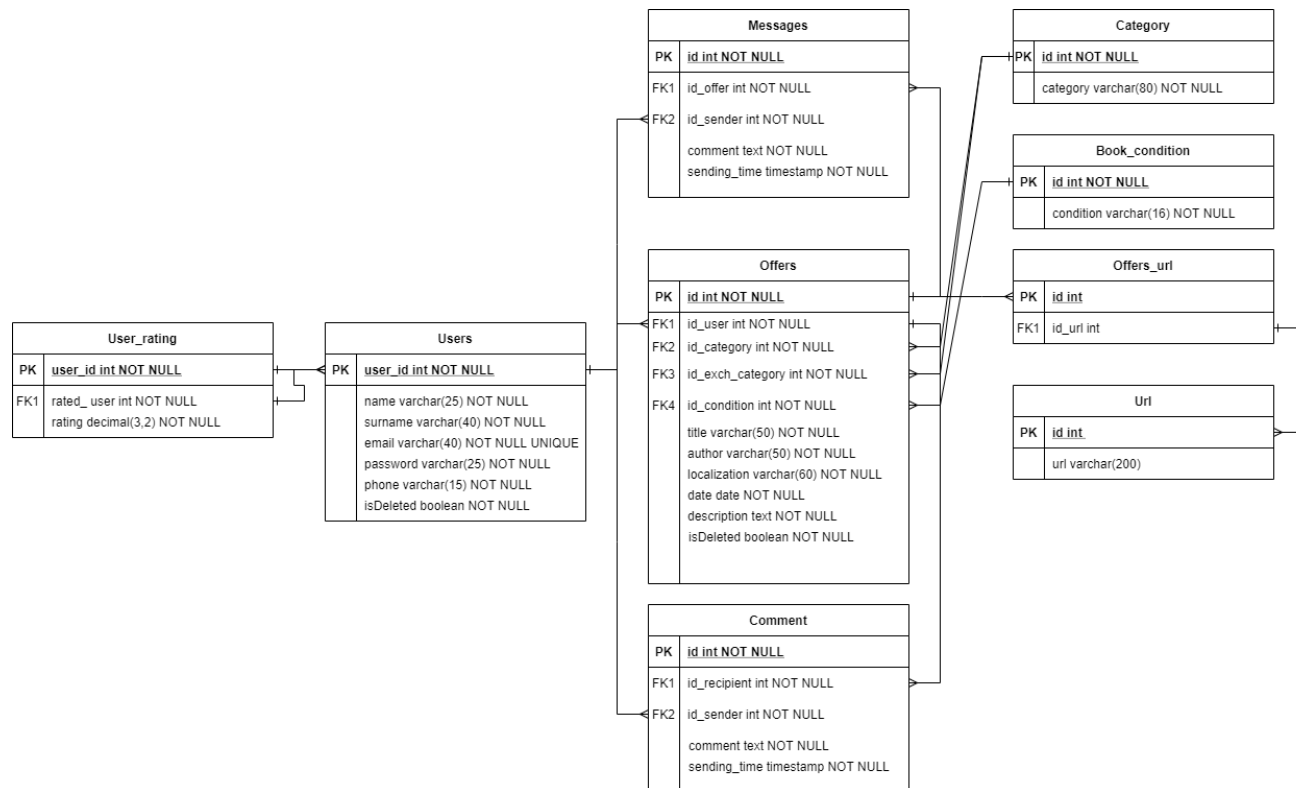 Messages
PK id int NOT NULL
FK1 id_offer int NOT NULL
FK2 id_sender int NOT NULL
comment text NOT NULL
sending_time timestamp NOT NULL
Category
PK id int NOT NULL
category varchar(80) NOT NULL
Book_condition
PK id int NOT NULL
condition varchar(16) NOT NULL
Offers
PK id int NOT NULL
FK1 id_user int NOT NULL
FK2 id_category int NOT NULL
FK3 id_exch_category int NOT NULL
FK4 id_condition int NOT NULL
title varchar(50) NOT NULL
author varchar(50) NOT NULL
localization varchar(60) NOT NULL
date date NOT NULL
description text NOT NULL
isDeleted boolean NOT NULL
Offers_url
PK id int
FK1 id_url int
User_rating
PK user_id int NOT NULL
FK1 rated_ user int NOT NULL
rating decimal(3,2) NOT NULL
Users
PK user_id int NOT NULL
name varchar(25) NOT NULL
surname varchar(40) NOT NULL
email varchar(40) NOT NULL UNIQUE
password varchar(25) NOT NULL
phone varchar(15) NOT NULL
isDeleted boolean NOT NULL
Url
PK id int
url varchar(200)
Comment
PK id int NOT NULL
FK1 id_recipient int NOT NULL
FK2 id_sender int NOT NULL
comment text NOT NULL
sending_time timestamp NOT NULL